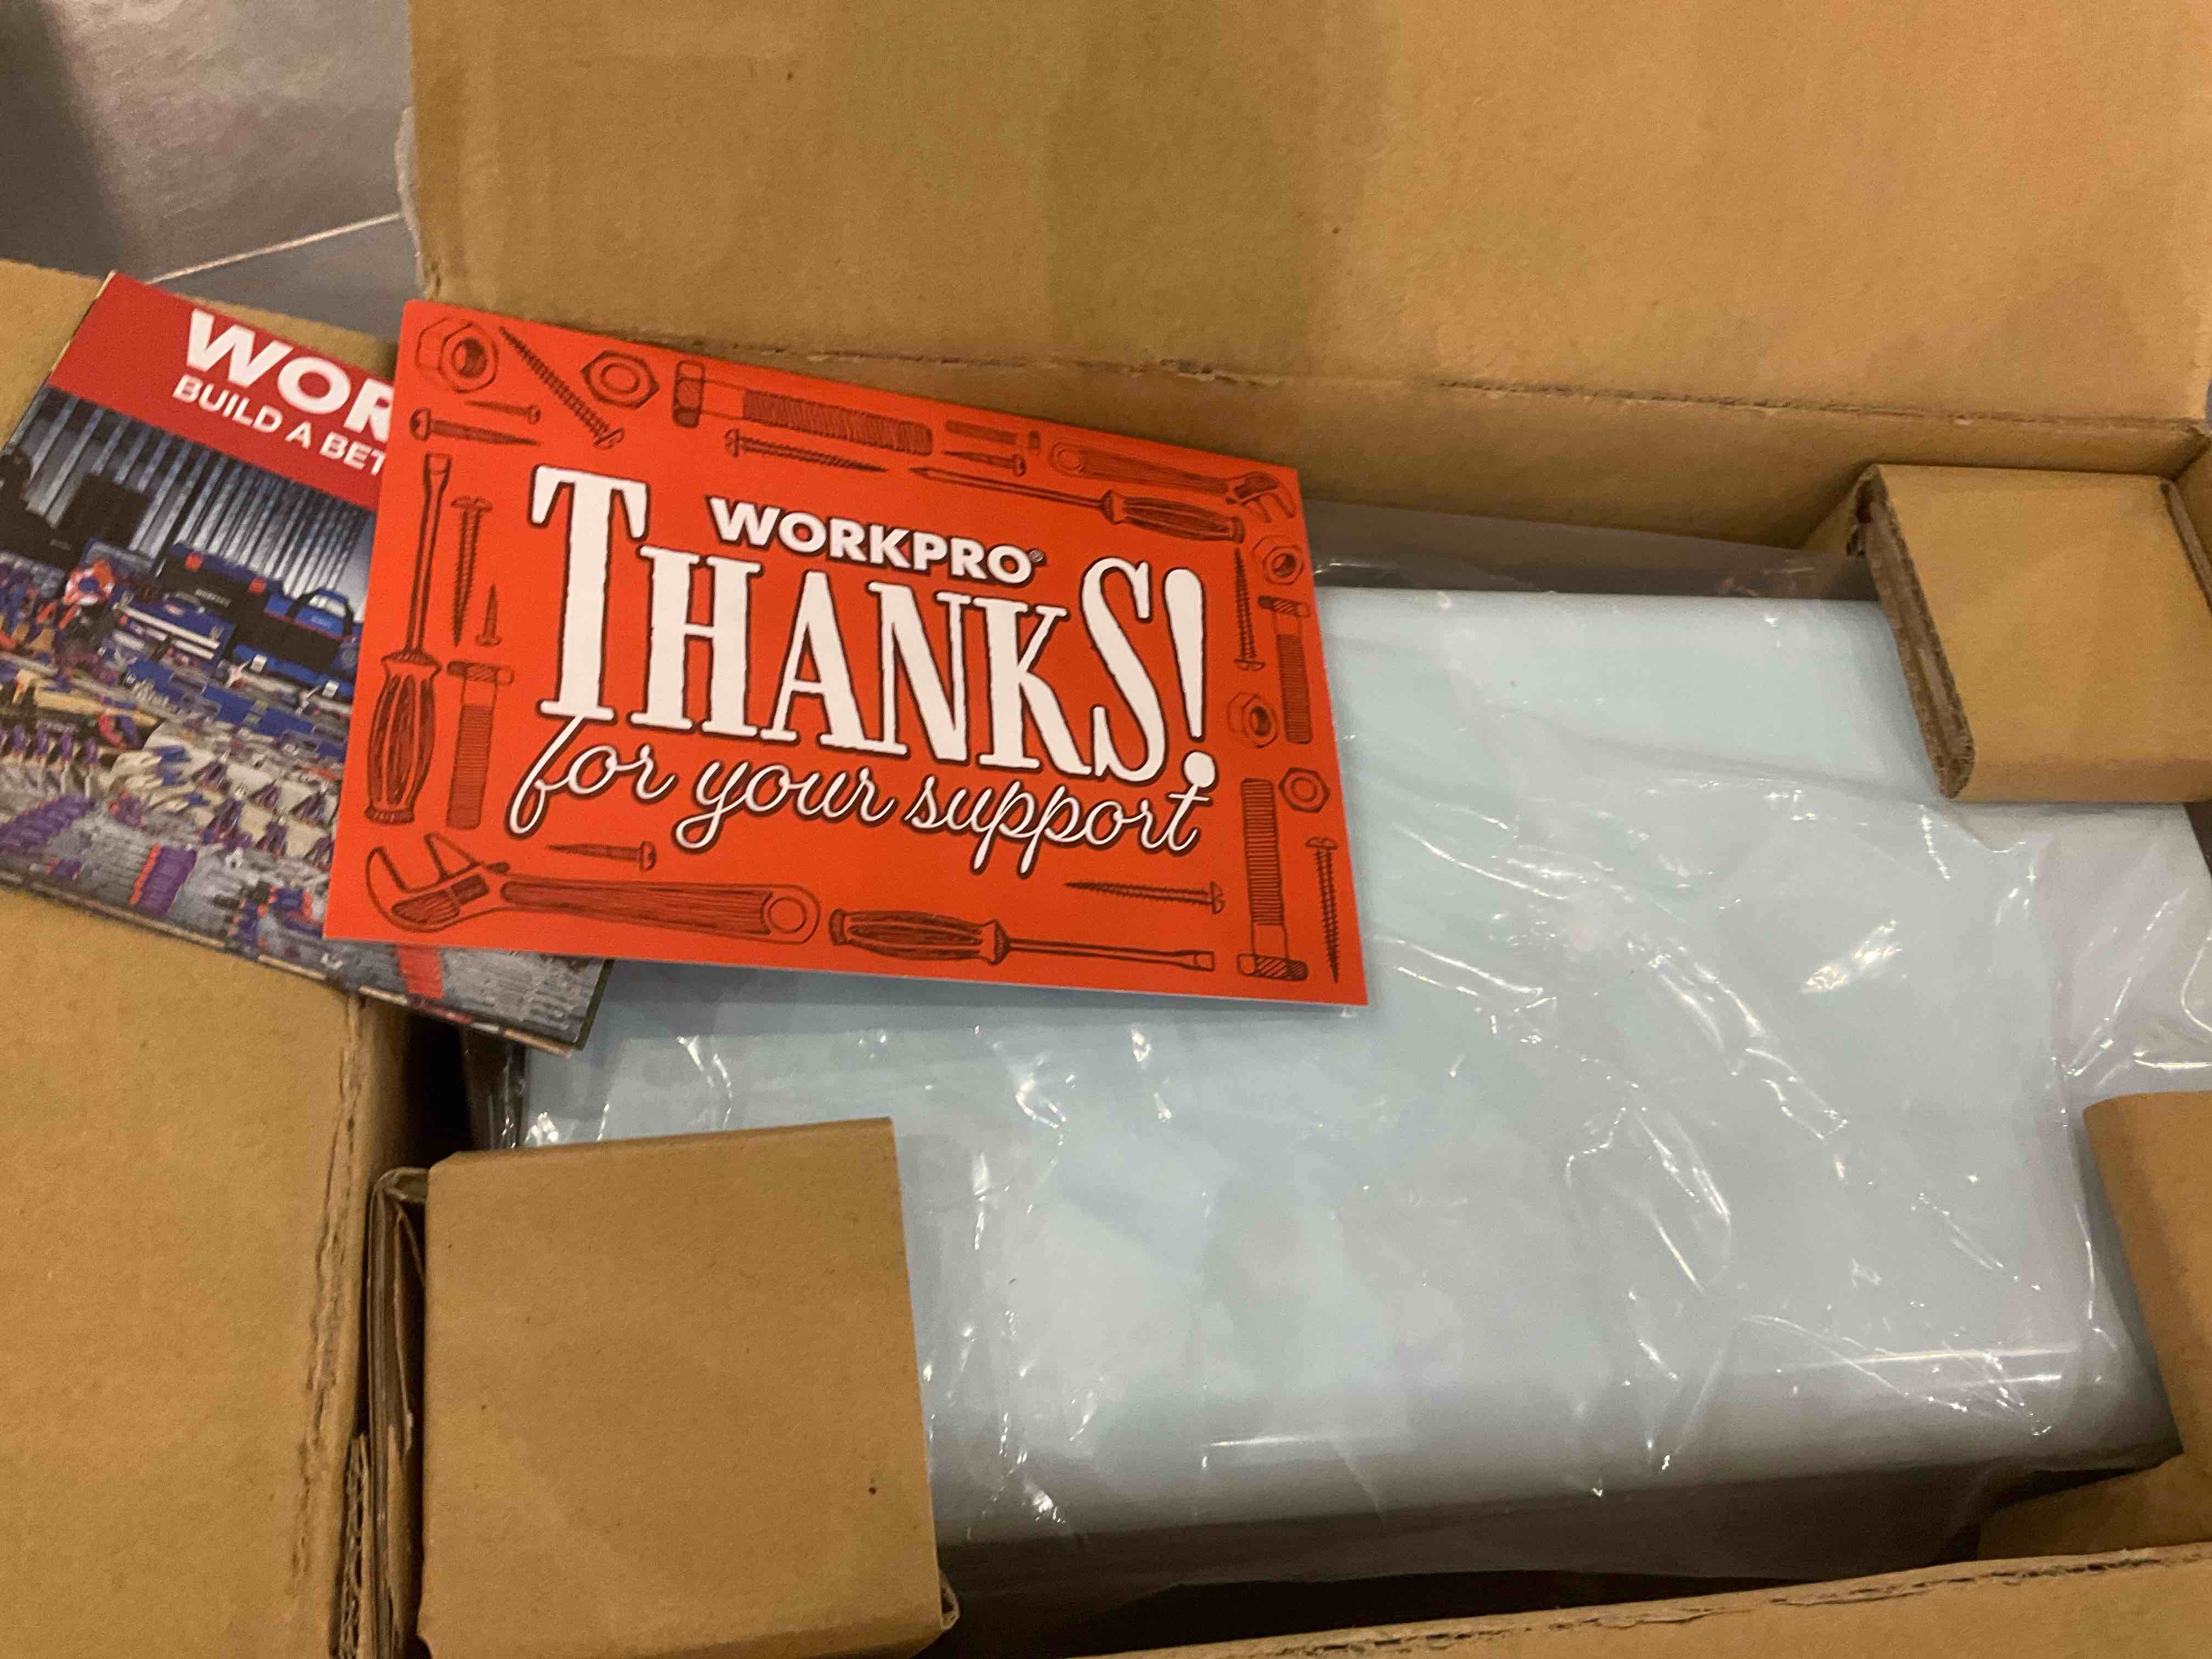 WOR
BUILD A BET
WORKPRO®
THANKS!
for your support